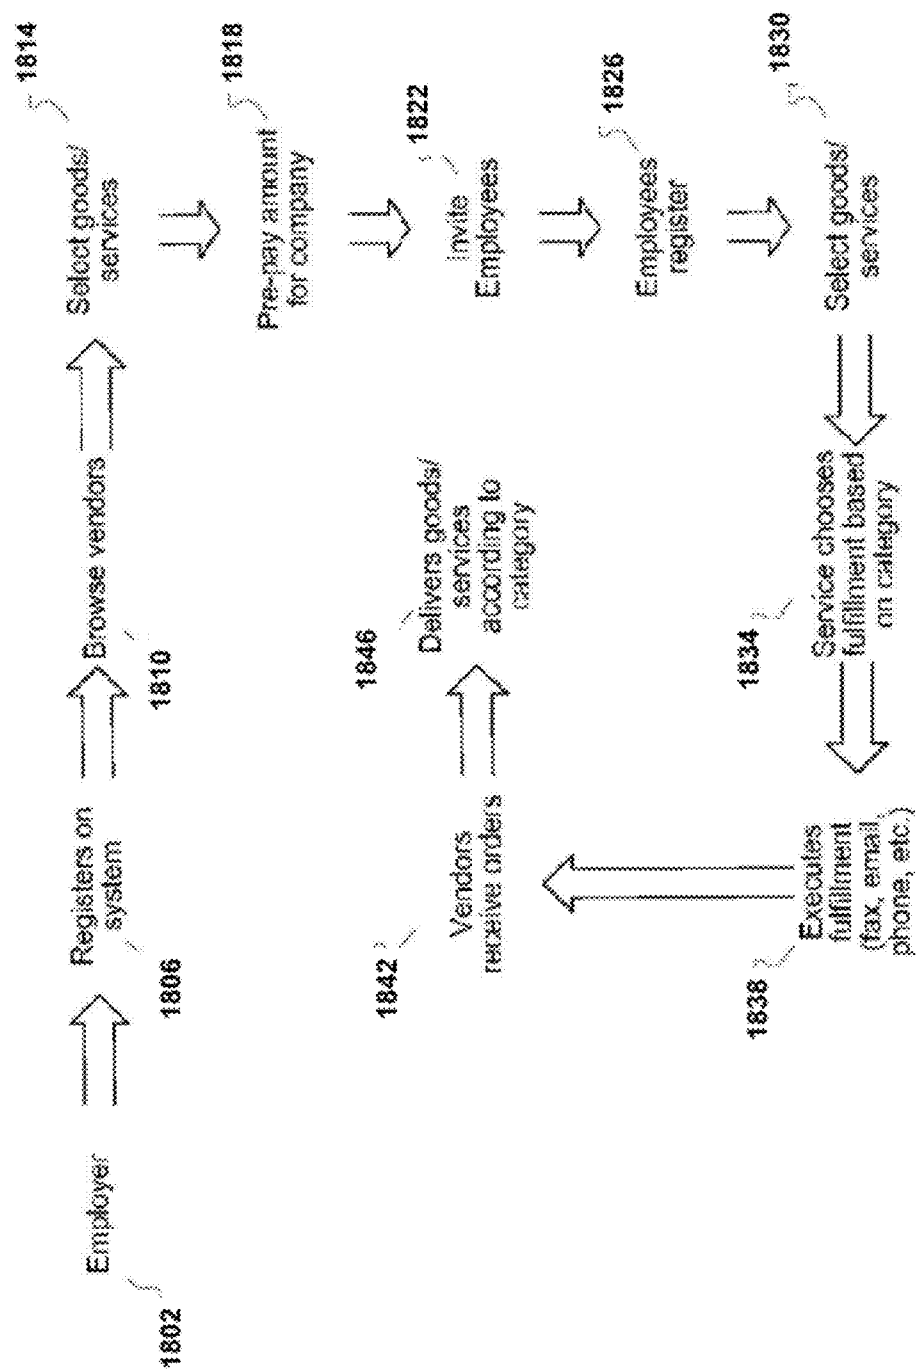 1802
Employer
1806
Registers on
system
1810
Browse vendors
1814
Select goods/
services
1818
Pre-pay amount
for company
1822
Invite
Employees
1826
Employees
register
1830
Select goods/
services
1834
Service chooses
fulfillment based
on category
1838
Executes
fulfillment
(fax, email,
phone, etc.)
1842
Vendors
receive orders
1846
Delivers goods/
services
according to
category